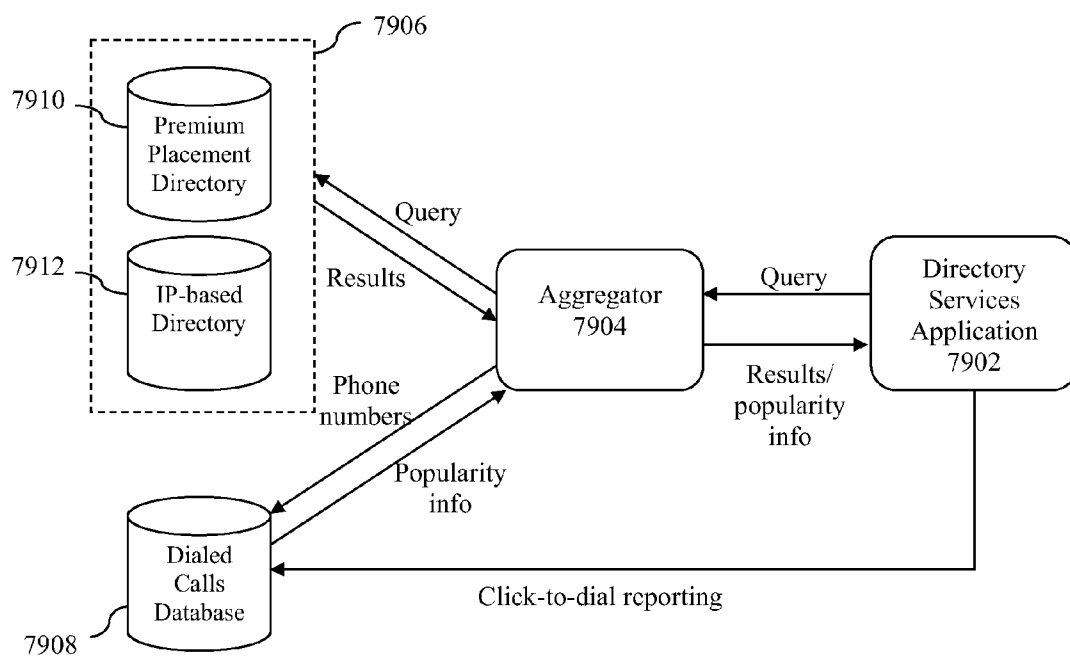 7906
7910
Premium
Placement
Directory
7912
IP-based
Directory
Query
Results
Aggregator
7904
Query
Results/
popularity
info
Directory
Services
Application
7902
Phone
numbers
Popularity
info
Dialed
Calls
Database
7908
Click-to-dial reporting